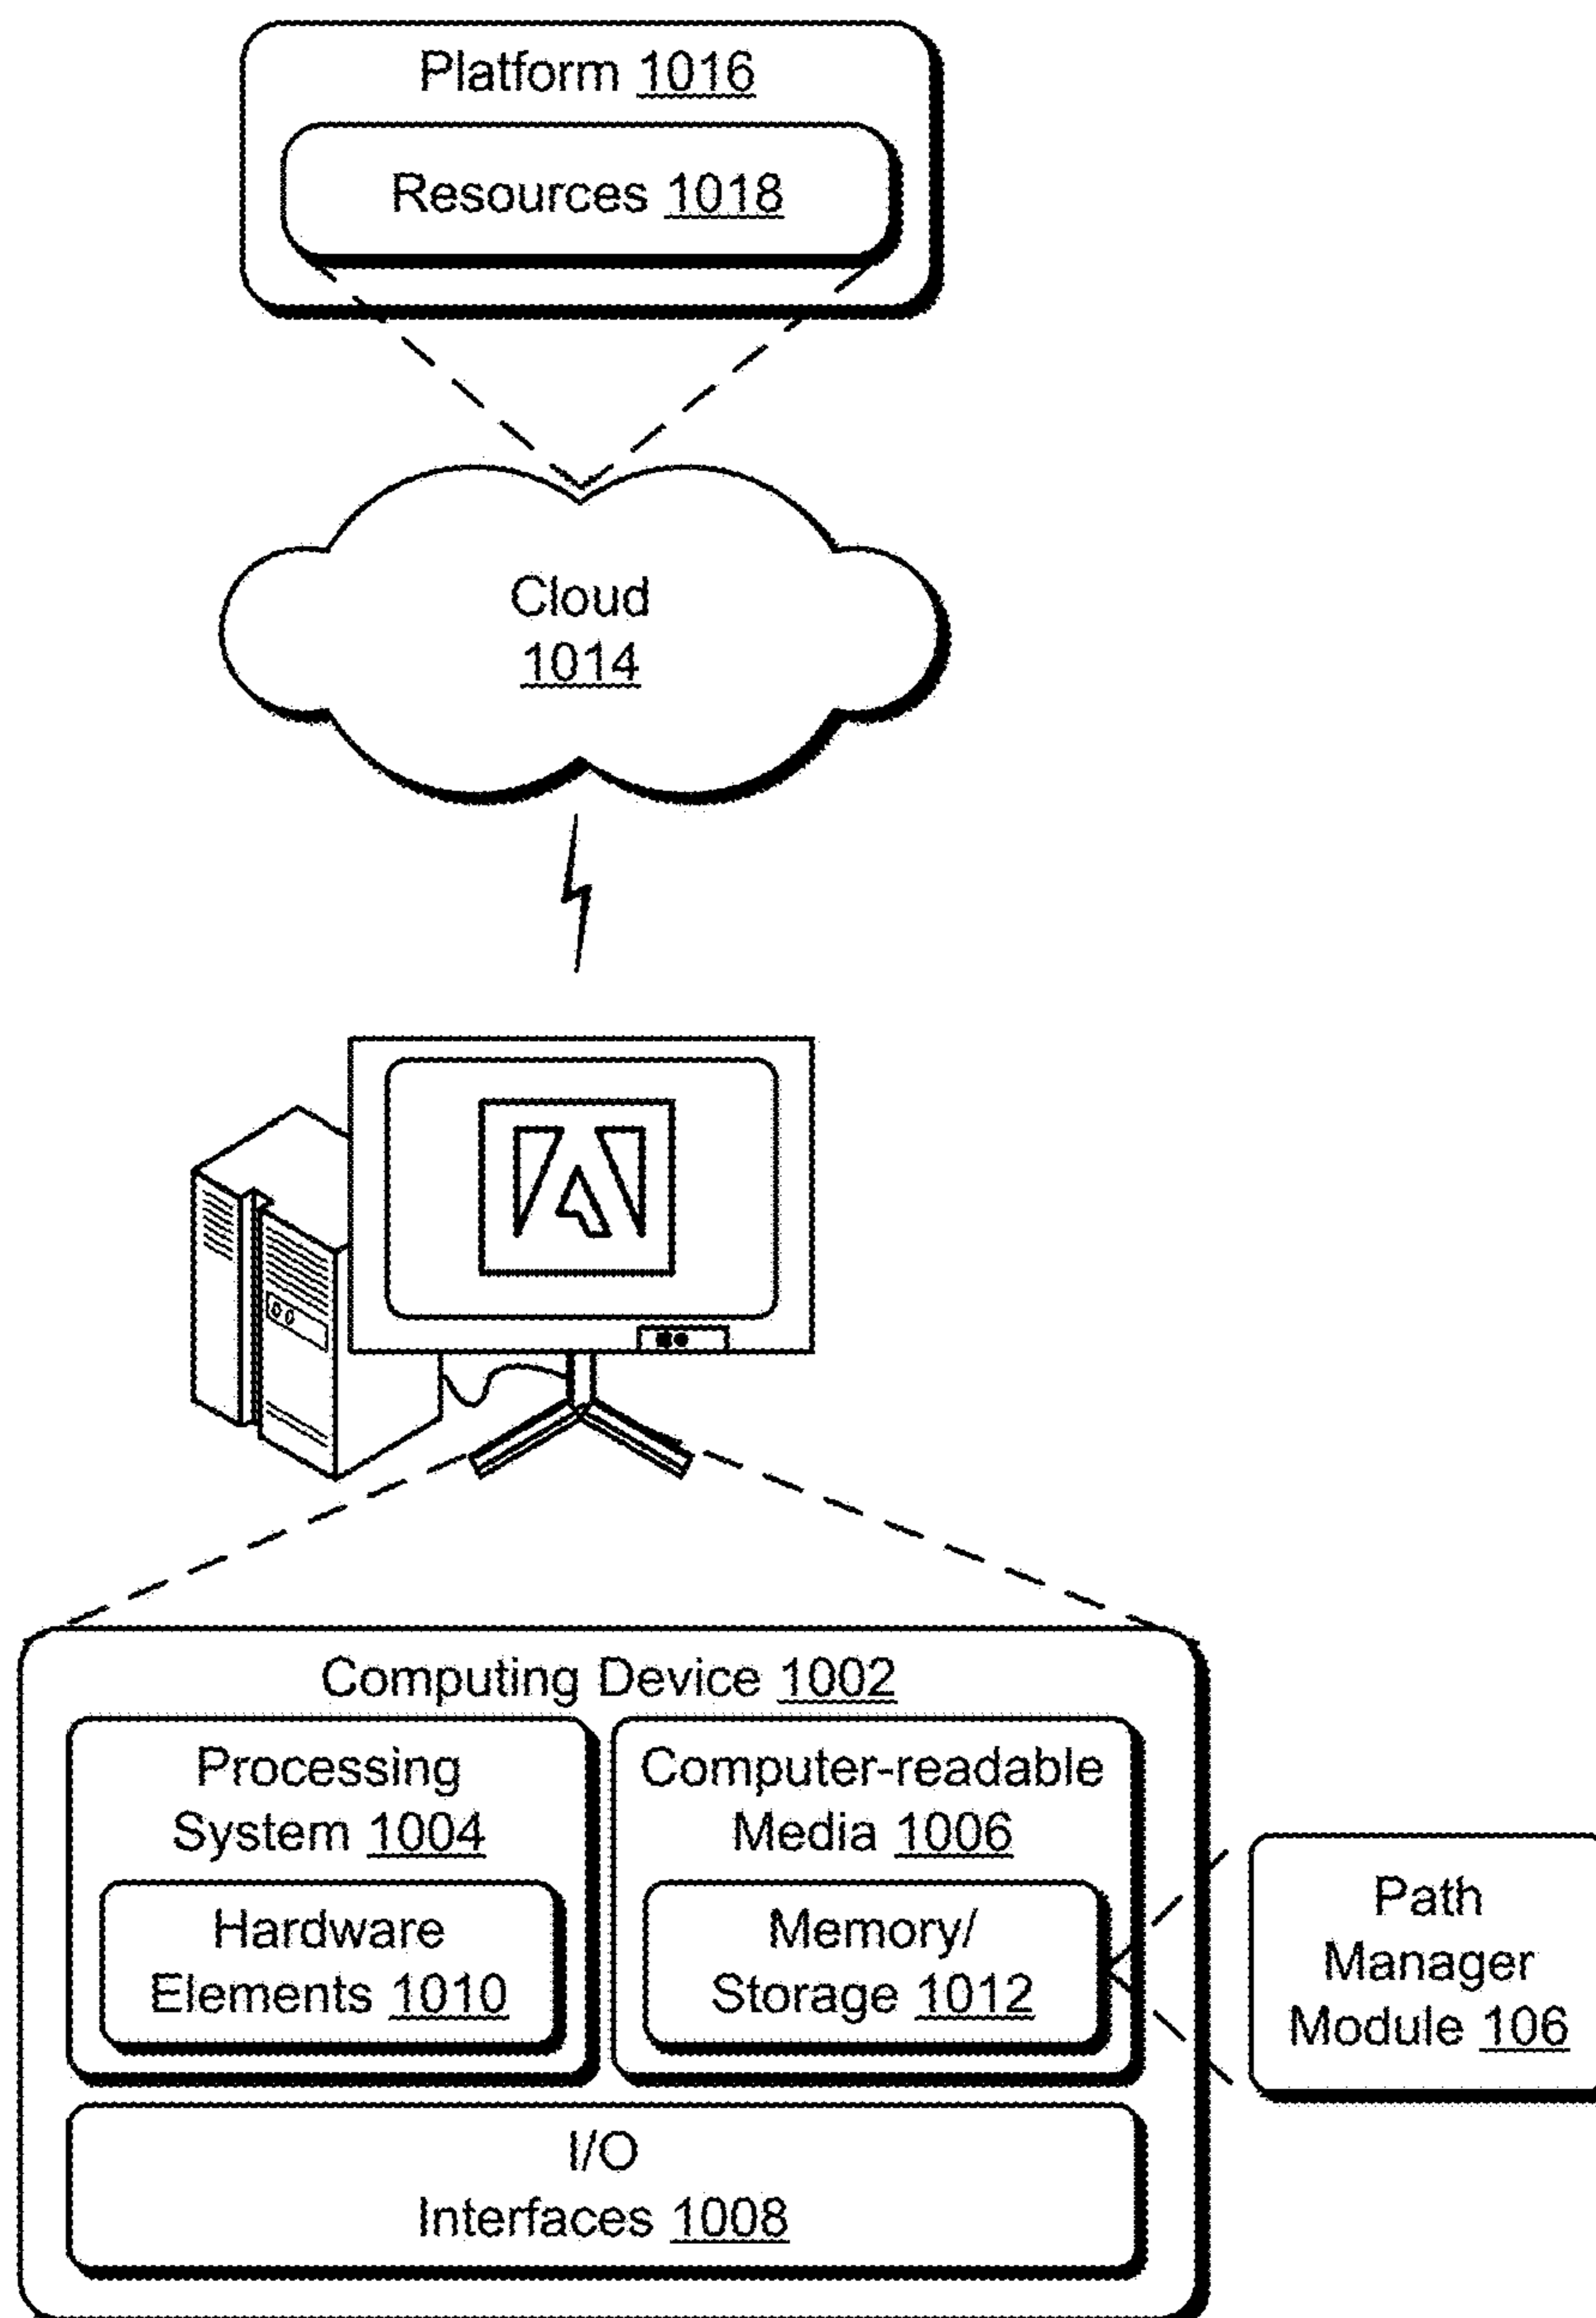 Platform 1016
Resources 1018
Cloud
1014
Computing Device 1002
Processing
System 1004
Hardware
Elements 1010
Computer-readable
Media 1006
Memory/
Storage 1012
I/O
Interfaces 1008
Path
Manager
Module 106